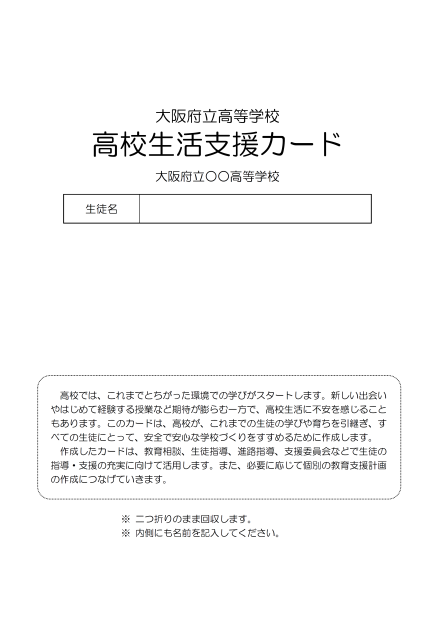 大阪府立高等学校
高校生活支援カード
大阪府立〇〇高等学校
生徒名
高校では、これまでとちがった環境での学びがスタートします。新しい出会い
やはじめて経験する授業など期待が膨らむ一方で、高校生活に不安を感じること
もあります。このカードは、高校が、これまでの生徒の学びや育ちを引継ぎ、す
べての生徒にとって、安全で安心な学校づくりをすすめるために作成します。
作成したカードは、教育相談、生徒指導、進路指導、支援委員会などで生徒の
指導・支援の充実に向けて活用します。また、必要に応じて個別の教育支援計画
の作成につなげていきます。
※ 二つ折りのまま回収します。
※ 内側にも名前を記入してください。